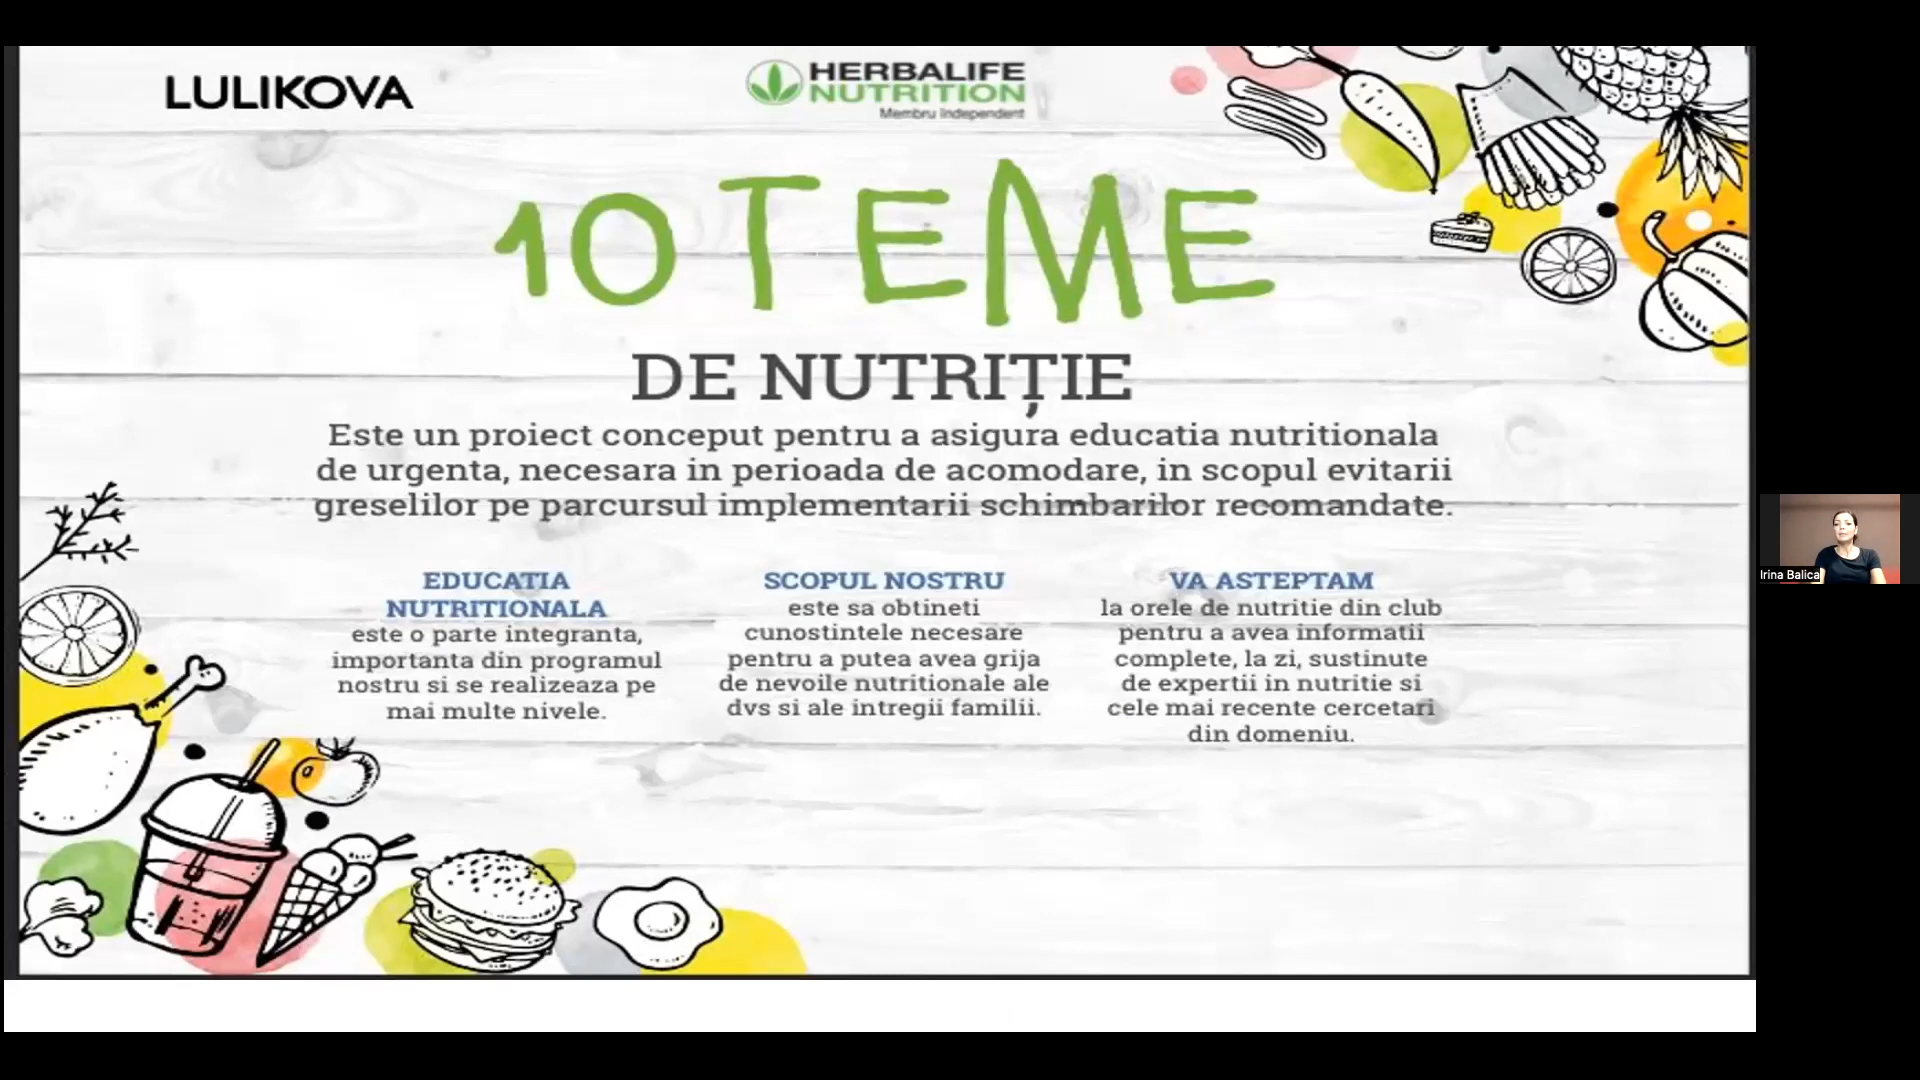 LULIKOVA
HERBALIFE
NUTRITION
Membru Independent
10 TEME
DE NUTRIȚIE
Este un proiect conceput pentru a asigura educatia nutritionala
de urgenta, necesara in perioada de acomodare, in scopul evitarii
greselilor pe parcursul implementarii schimbarilor recomandate.
EDUCATIA
NUTRITIONALA
este o parte integranta,
importanta din programul
nostru si se realizeaza pe
mai multe nivele.
SCOPUL NOSTRU
este sa obtineti
cunostintele necesare
pentru a putea avea grija
de nevoile nutritionale ale
dvs si ale intregii familii.
VA ASTEPTAM
la orele de nutritie din club
pentru a avea informatii
complete, la zi, sustinute
de expertii in nutritie si
cele mai recente cercetari
din domeniu.
Irina Balica